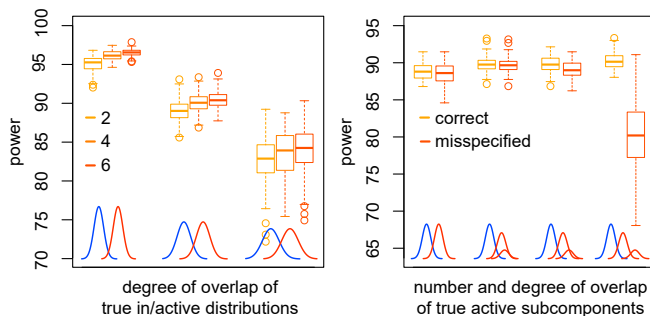 power
95
90
85
80
75
70
2
4
6
degree of overlap of
true in/active distributions
power
95
90
85
80
75
70
65
correct
misspecified
number and degree of overlap
of true active subcomponents